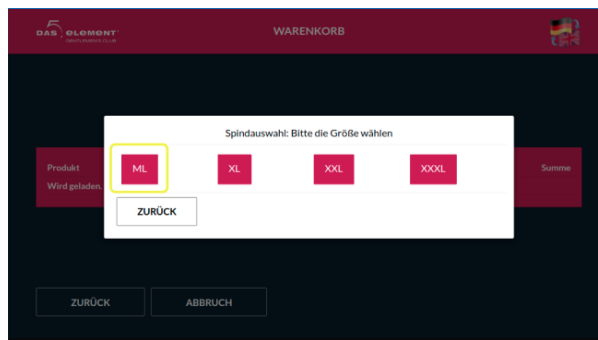 DAS 5 ELEMENT
WARENKORB
Spindauswahl: Bitte die Größe wählen
Produkt
ML
XL
XXL
XXXL
Summe
Wird geladen.
ZURÜCK
ZURÜCK
ABBRUCH